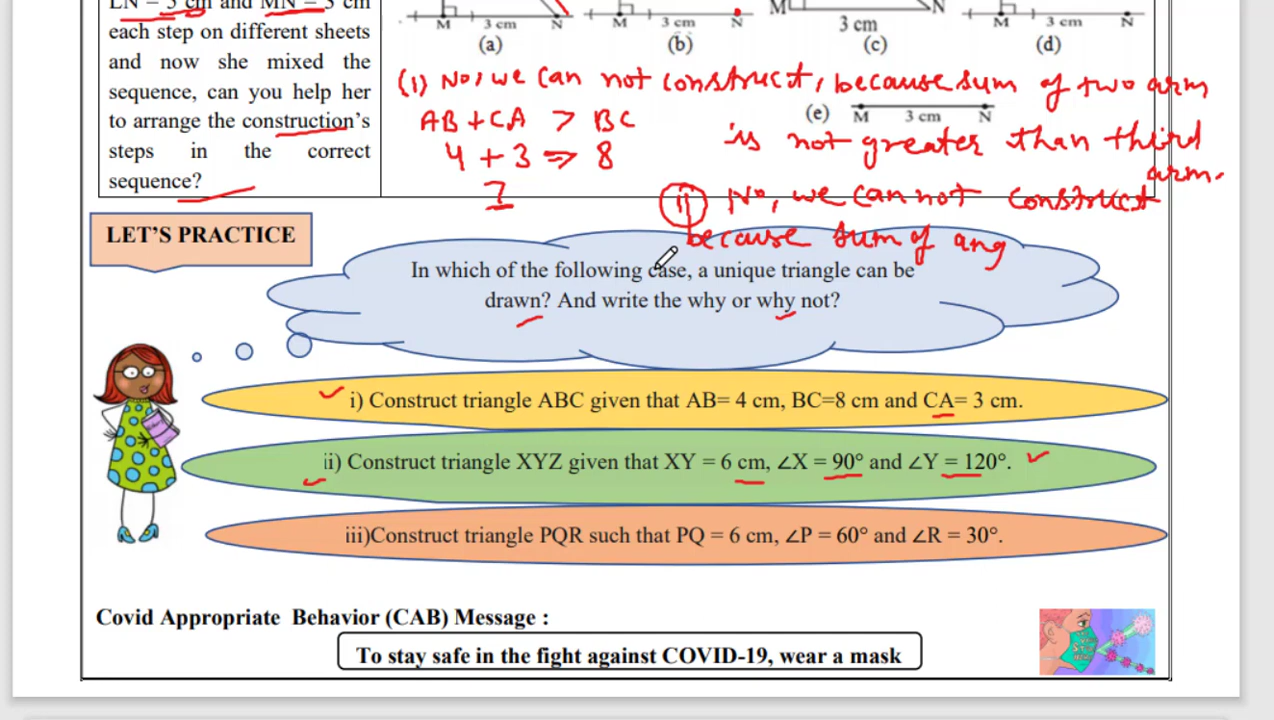 LN = 3 cm and MN = 3 cm
each step on different sheets
and now she mixed the
sequence, can you help her
to arrange the construction's
steps in the correct
sequence?
M 3 cm N
M 3 cm N
M 3 cm N
M 3 cm N
(a) (b) (c) (d)
(e) M 3 cm N
(i) No, we can not construct, because sum of two arm
is not greater than third
arm.
AB + CA > BC
4 + 3 => 8
7
(ii) No, we can not construct
because sum of ang
LET'S PRACTICE
In which of the following case, a unique triangle can be
drawn? And write the why or why not?
i) Construct triangle ABC given that AB= 4 cm, BC=8 cm and CA= 3 cm.
ii) Construct triangle XYZ given that XY = 6 cm, ∠X = 90° and ∠Y = 120°.
iii)Construct triangle PQR such that PQ = 6 cm, ∠P = 60° and ∠R = 30°.
Covid Appropriate Behavior (CAB) Message :
To stay safe in the fight against COVID-19, wear a mask